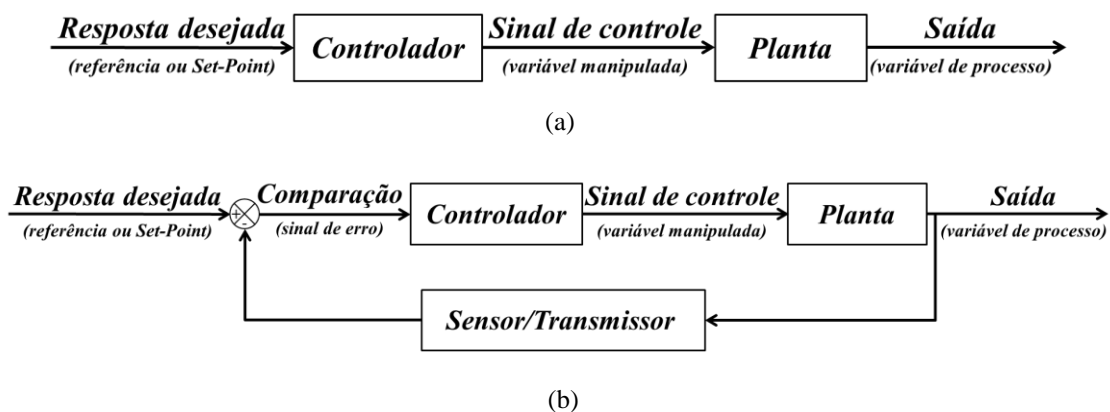 Resposta desejada
(referência ou Set-Point)
Controlador
Sinal de controle
(variável manipulada)
Planta
Saída
(variável de processo)
(a)
Resposta desejada
(referência ou Set-Point)
+
-
Comparação
(sinal de erro)
Controlador
Sinal de controle
(variável manipulada)
Planta
Saída
(variável de processo)
Sensor/Transmissor
(b)